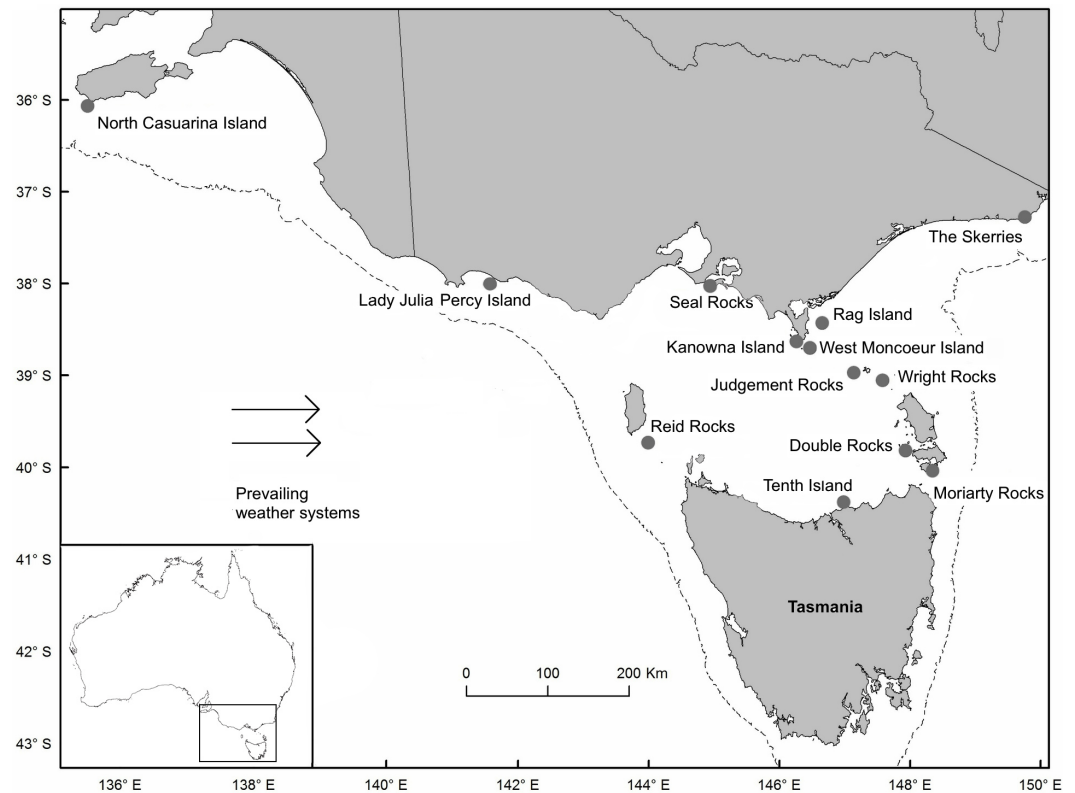 36° S
North Casuarina Island
37° S
The Skerries
38° S
Lady Julia Percy Island
Seal Rocks
Rag Island
Kanowna Island
West Moncoeur Island
39° S
Judgement Rocks
Wright Rocks
Reid Rocks
Double Rocks
40° S
Tenth Island
Moriarty Rocks
Prevailing
weather systems
41° S
Tasmania
42° S
0 100 200 Km
43° S
136° E 138° E 140° E 142° E 144° E 146° E 148° E 150° E